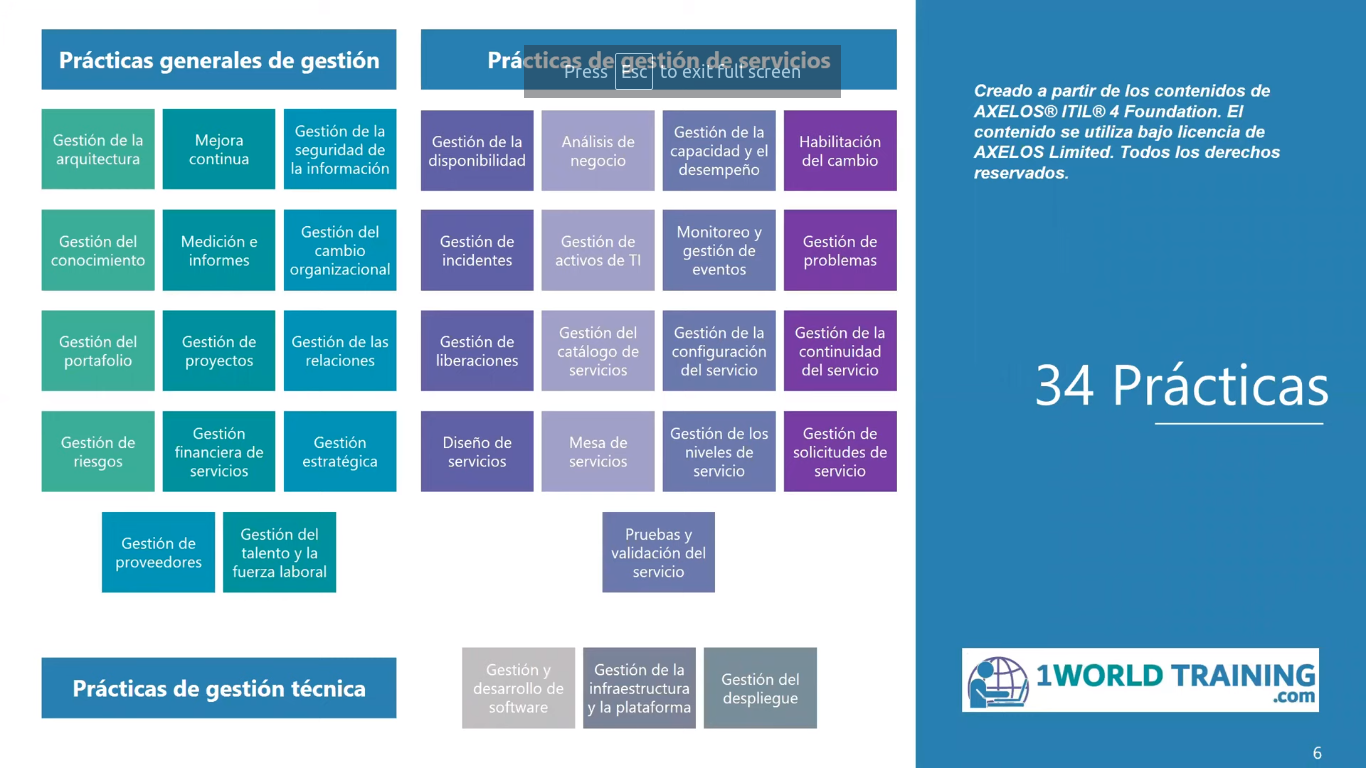 Prácticas generales de gestión
Gestión de la
arquitectura
Mejora
continua
Gestión de la
seguridad de
la información
Gestión del
conocimiento
Medición e
informes
Gestión del
cambio
organizacional
Gestión del
portafolio
Gestión de
proyectos
Gestión de las
relaciones
Gestión de
riesgos
Gestión
financiera de
servicios
Gestión
estratégica
Gestión de
proveedores
Gestión del
talento y la
fuerza laboral
Prácticas de gestión de servicios
Press Esc to exit full screen
Gestión de la
disponibilidad
Análisis de
negocio
Gestión de la
capacidad y el
desempeño
Habilitación
del cambio
Gestión de
incidentes
Gestión de
activos de TI
Monitoreo y
gestión de
eventos
Gestión de
problemas
Gestión de
liberaciones
Gestión del
catálogo de
servicios
Gestión de la
configuración
del servicio
Gestión de la
continuidad
del servicio
Diseño de
servicios
Mesa de
servicios
Gestión de los
niveles de
servicio
Gestión de
solicitudes de
servicio
Pruebas y
validación del
servicio
Prácticas de gestión técnica
Gestión y
desarrollo de
software
Gestión de la
infraestructura
y la plataforma
Gestión del
despliegue
Creado a partir de los contenidos de
AXELOS® ITIL® 4 Foundation. El
contenido se utiliza bajo licencia de
AXELOS Limited. Todos los derechos
reservados.
34 Prácticas
1WORLD TRAINING
.com
6